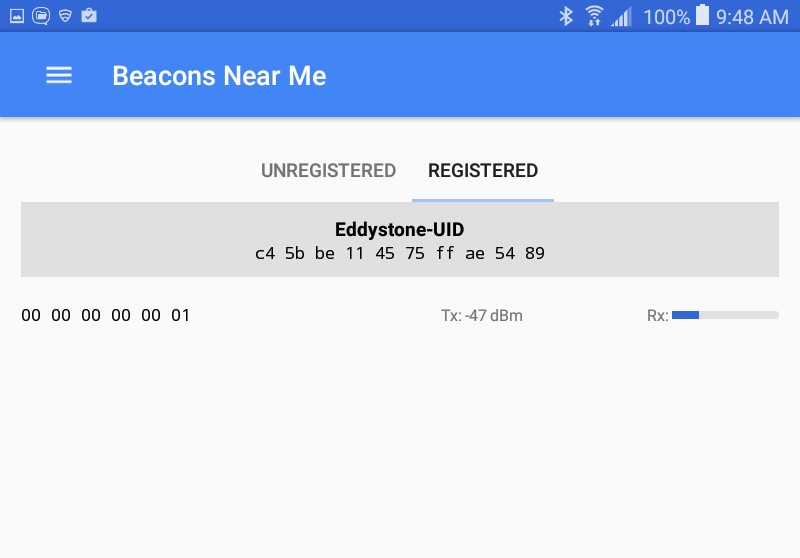 100% 9:48 AM
Beacons Near Me
UNREGISTERED REGISTERED
Eddystone-UID
c4 5b be 11 45 75 ff ae 54 89
00 00 00 00 00 01 Tx: -47 dBm Rx: